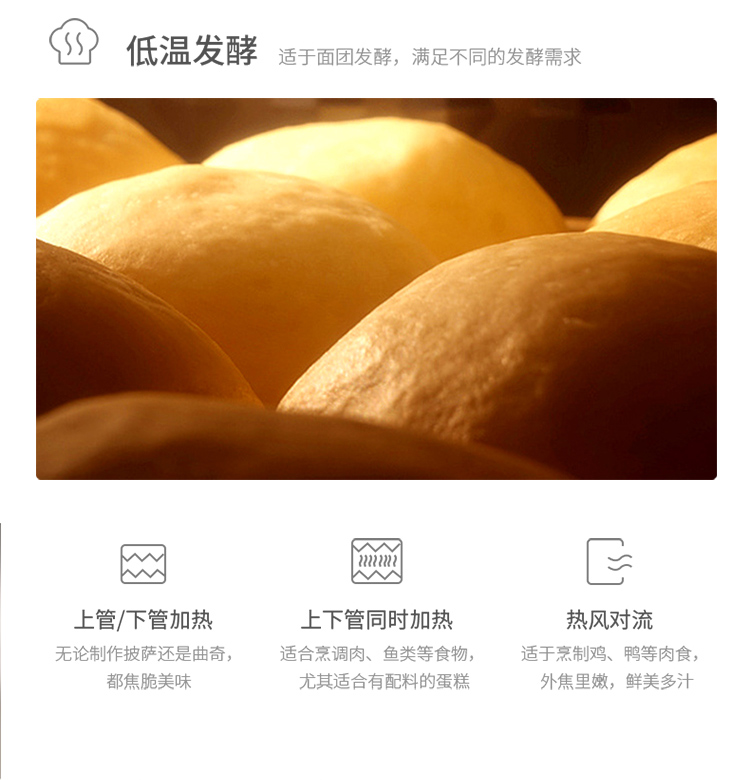 低温发酵 适于面团发酵，满足不同的发酵需求
上管/下管加热
无论制作披萨还是曲奇，
都焦脆美味
上下管同时加热
适合烹调肉、鱼类等食物，
尤其适合有配料的蛋糕
热风对流
适于烹制鸡、鸭等肉食，
外焦里嫩，鲜美多汁